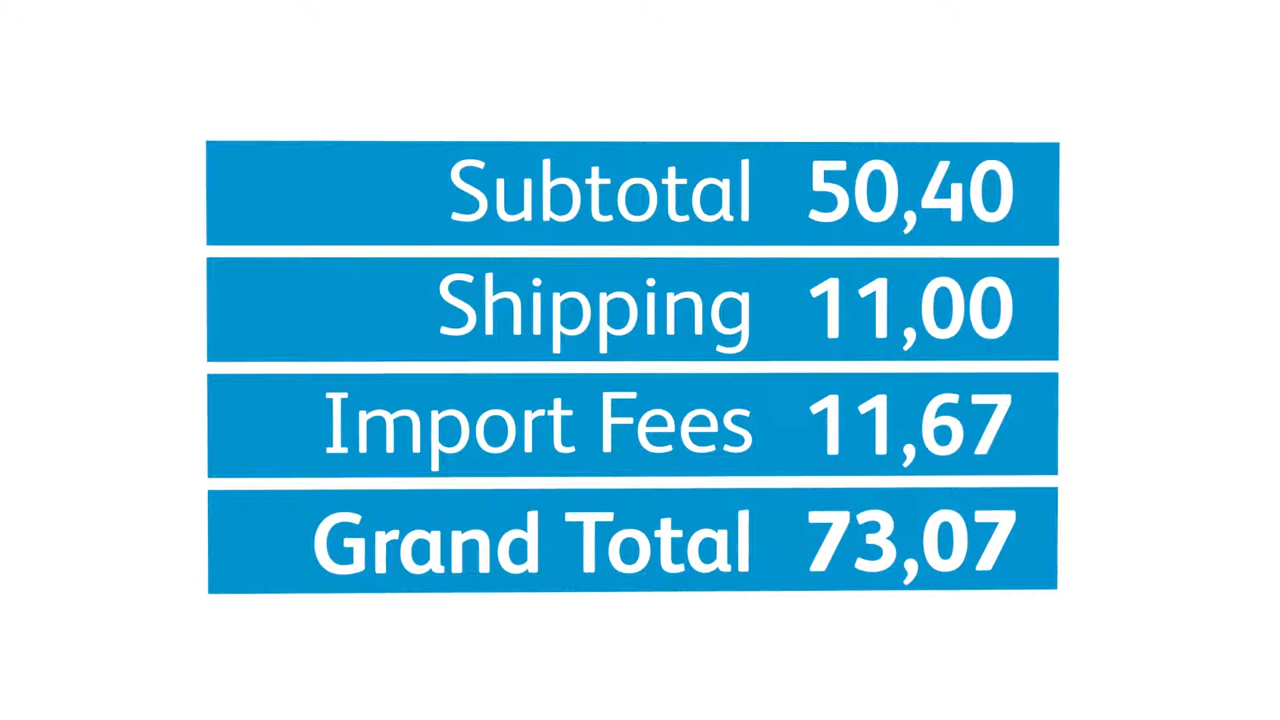 Subtotal 50,40
Shipping 11,00
Import Fees 11,67
Grand Total 73,07